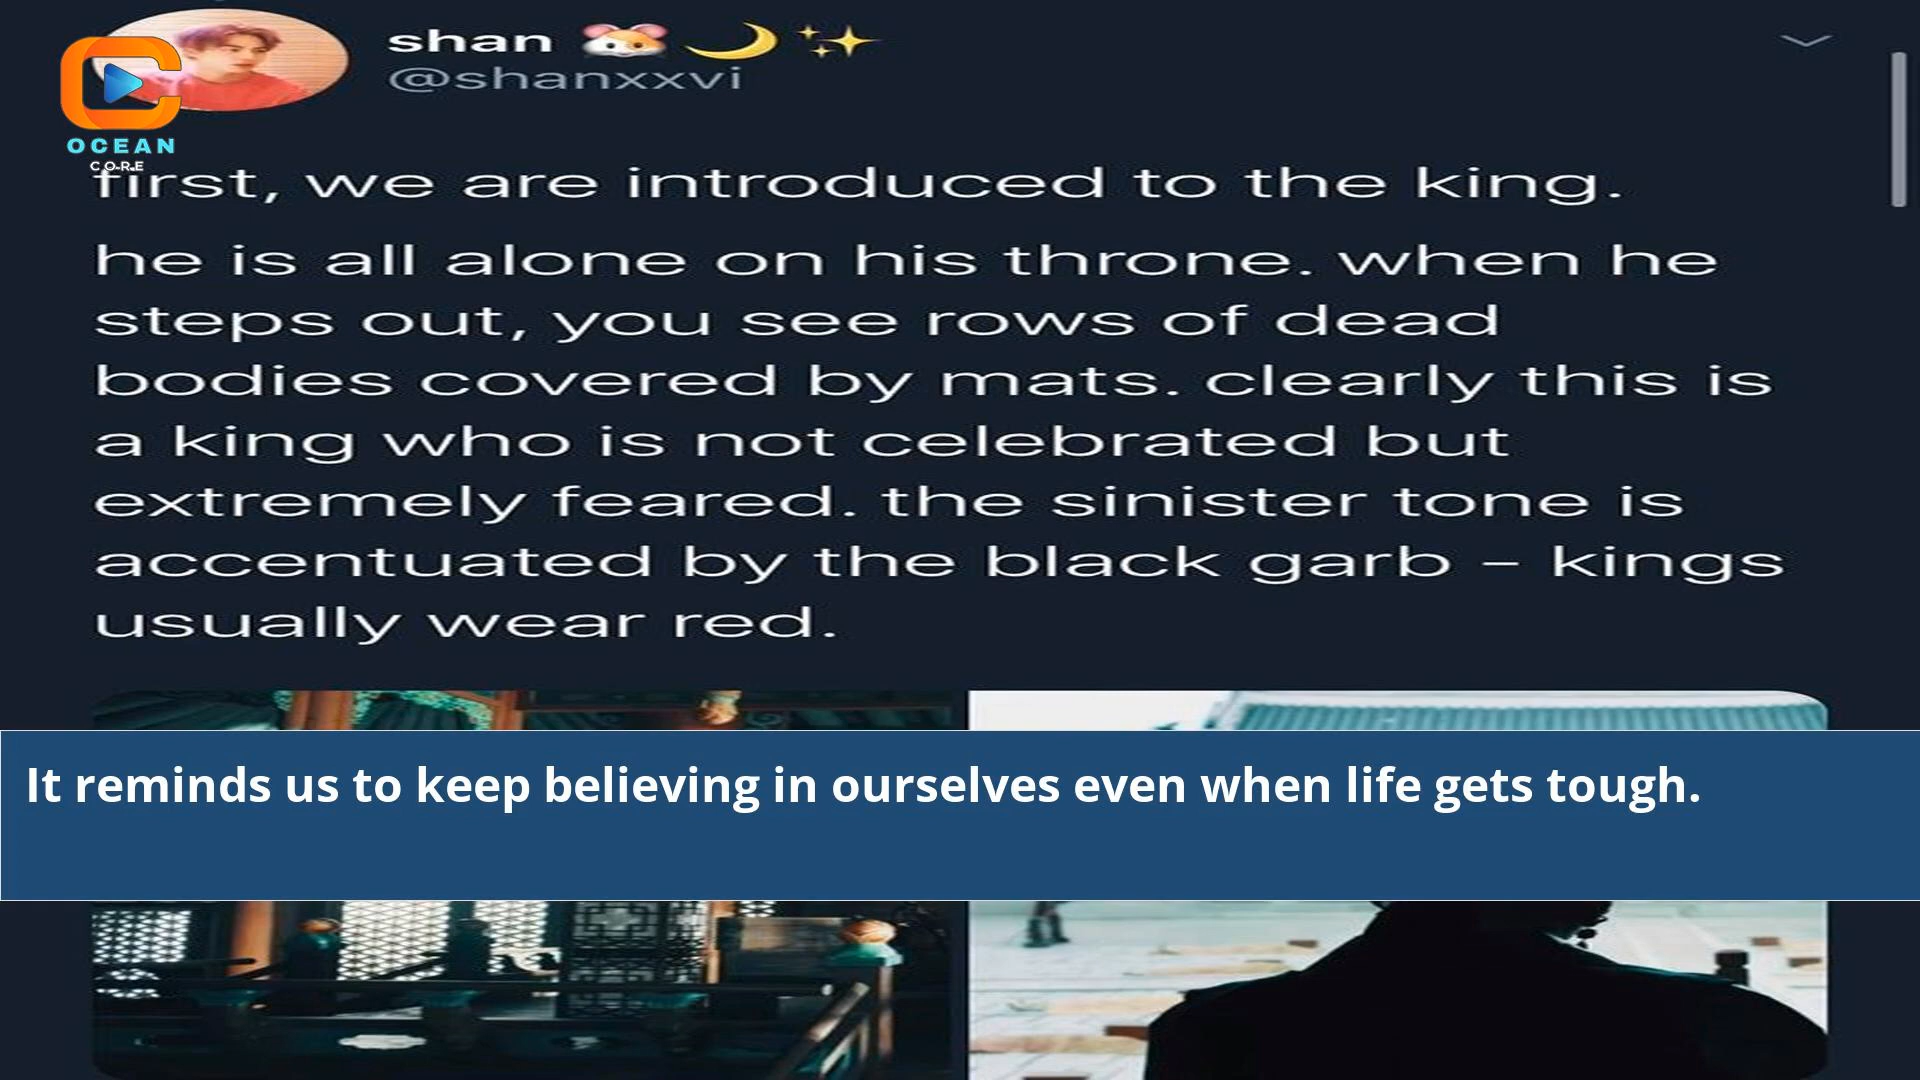 shan 🐹🌙✨
@shanxxvi
OCEAN
CORE
first, we are introduced to the king.
he is all alone on his throne. when he
steps out, you see rows of dead
bodies covered by mats. clearly this is
a king who is not celebrated but
extremely feared. the sinister tone is
accentuated by the black garb – kings
usually wear red.
It reminds us to keep believing in ourselves even when life gets tough.